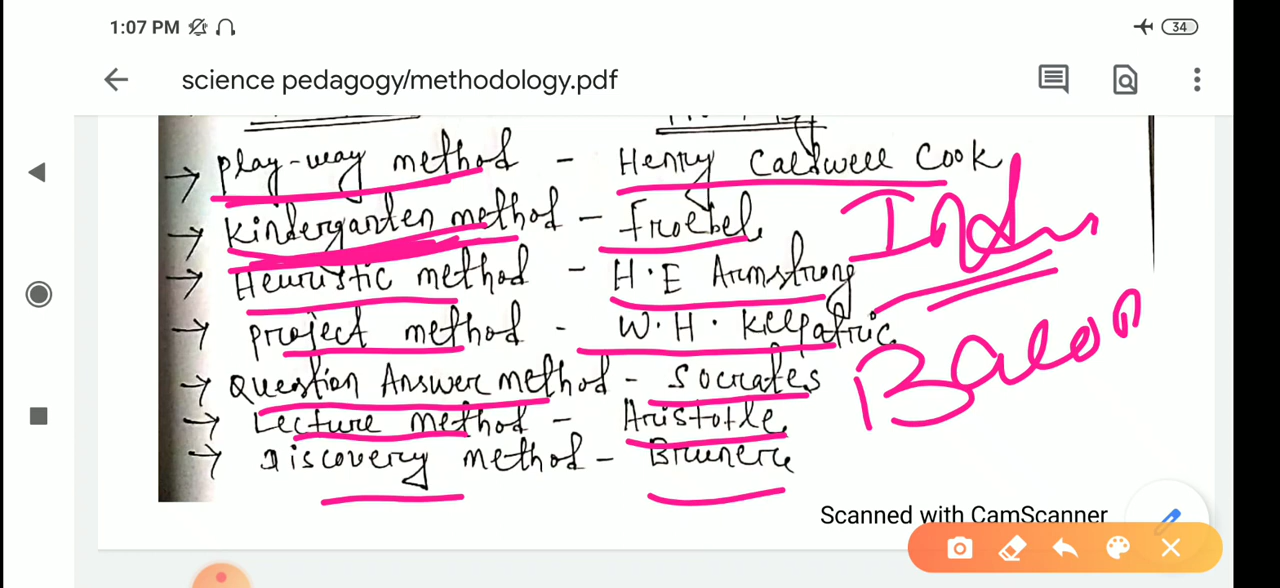 1:07 PM
34
science pedagogy/methodology.pdf
→ play-way method - Henry Caldwell Cook
→ Kindergarten method - Froebel
→ Heuristic method - H.E Armstrong
→ project method - W.H. Kilpatric
→ Question Answer method - Socrates
→ Lecture method - Aristotle
→ Discovery method - Bruner
Bacon
Scanned with CamScanner